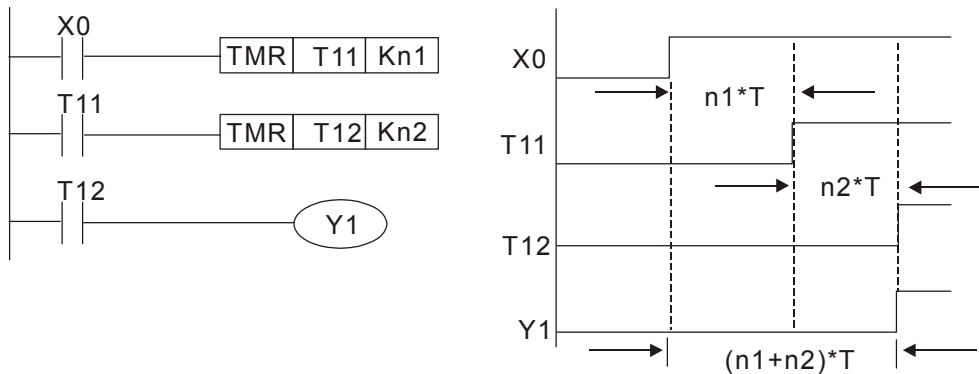 X0
TMR T11 Kn1
T11
TMR T12 Kn2
T12
Y1
X0
n1*T
T11
n2*T
T12
Y1
(n1+n2)*T